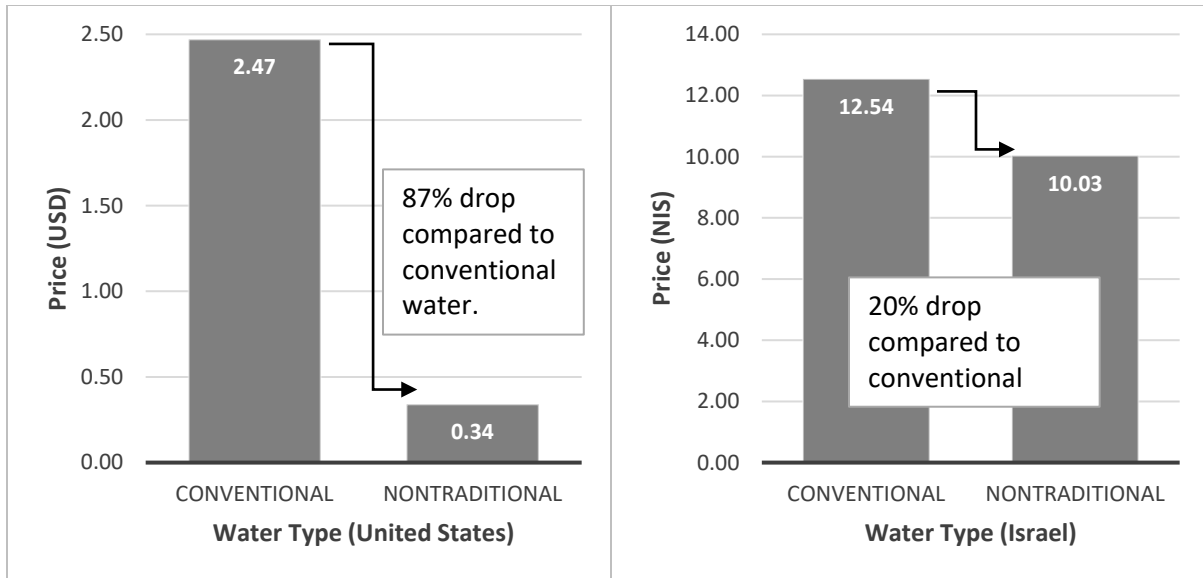 2.50
2.00
1.50
1.00
0.50
0.00
Price (USD)
2.47
0.34
87% drop
compared to
conventional
water.
CONVENTIONAL NONTRADITIONAL
Water Type (United States)
14.00
12.00
10.00
8.00
6.00
4.00
2.00
0.00
Price (NIS)
12.54
10.03
20% drop
compared to
conventional
CONVENTIONAL NONTRADITIONAL
Water Type (Israel)